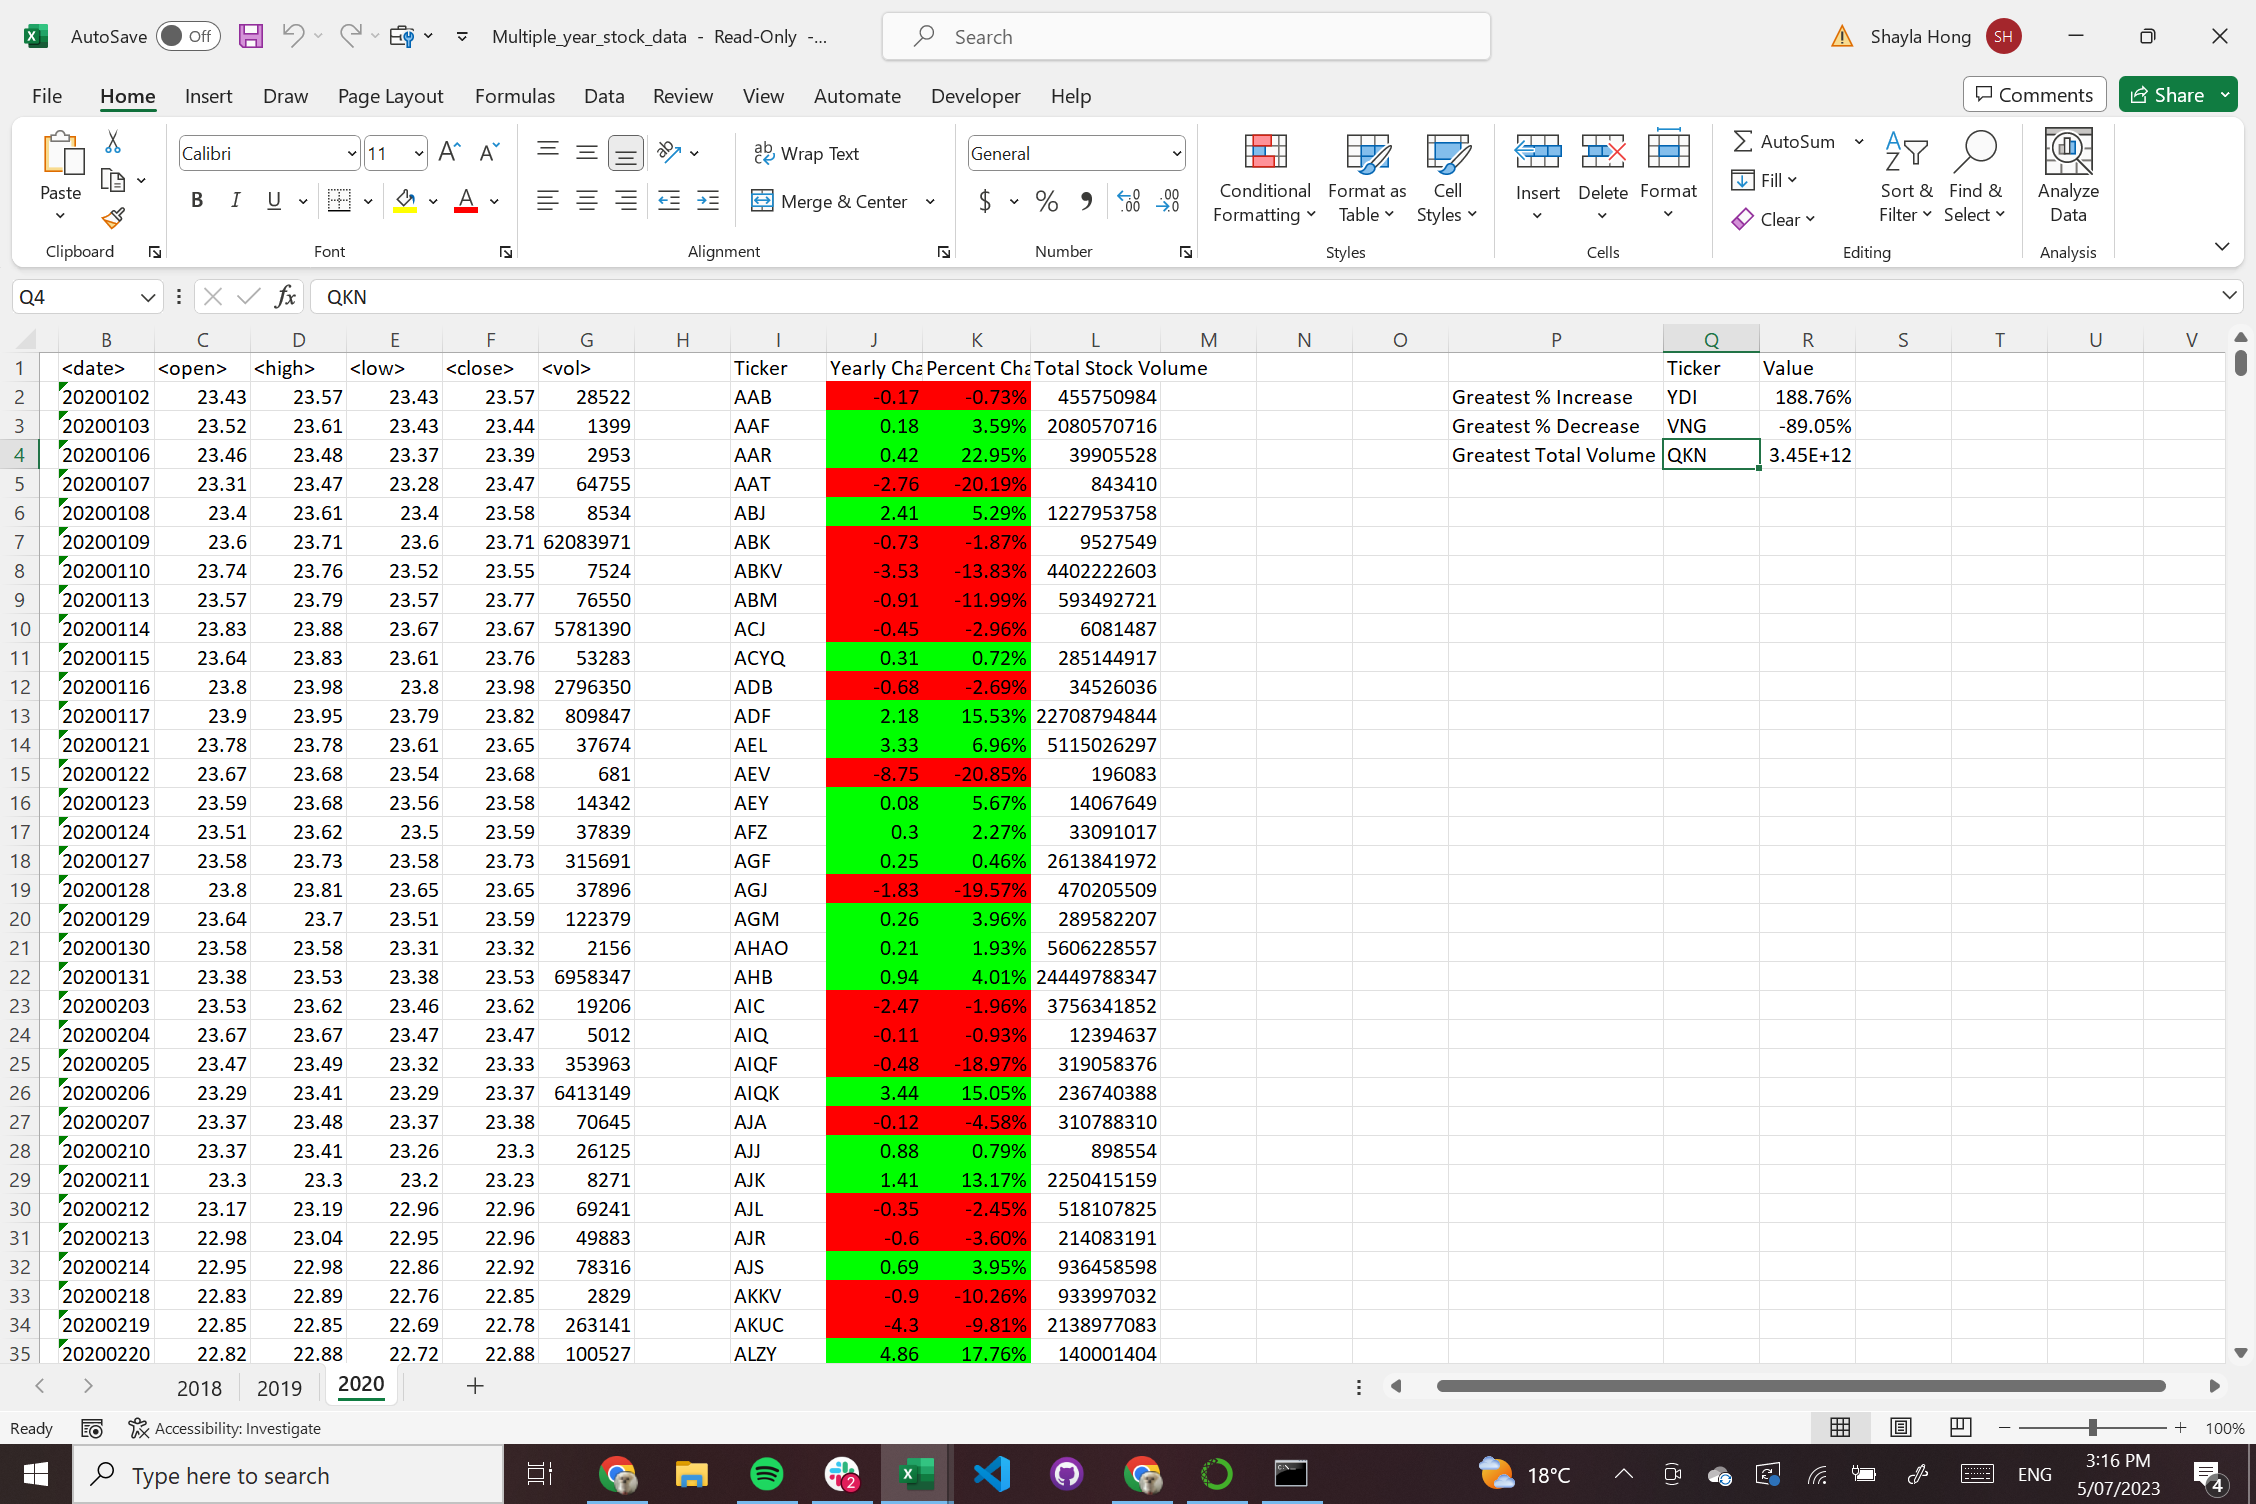 AutoSave Off Multiple_year_stock_data - Read-Only -... Search Shayla Hong SH
File Home Insert Draw Page Layout Formulas Data Review View Automate Developer Help Comments Share
Paste Calibri 11 Wrap Text General Conditional Formatting Format as Table Cell Styles Insert Delete Format AutoSum Sort & Filter Find & Select Analyze Data
B I U Merge & Center $ % Fill Clear
Clipboard Font Alignment Number Styles Cells Editing Analysis
Q4 fx QKN
B C D E F G H I J K L M N O P Q R S T U V
1 <date> <open> <high> <low> <close> <vol> Ticker Yearly Cha Percent Cha Total Stock Volume Ticker Value
2 20200102 23.43 23.57 23.43 23.57 28522 AAB -0.17 -0.73% 455750984 Greatest % Increase YDI 188.76%
3 20200103 23.52 23.61 23.43 23.44 1399 AAF 0.18 3.59% 2080570716 Greatest % Decrease VNG -89.05%
4 20200106 23.46 23.48 23.37 23.39 2953 AAR 0.42 22.95% 39905528 Greatest Total Volume QKN 3.45E+12
5 20200107 23.31 23.47 23.28 23.47 64755 AAT -2.76 -20.19% 843410
6 20200108 23.4 23.61 23.4 23.58 8534 ABJ 2.41 5.29% 1227953758
7 20200109 23.6 23.71 23.6 23.71 62083971 ABK -0.73 -1.87% 9527549
8 20200110 23.74 23.76 23.52 23.55 7524 ABKV -3.53 -13.83% 4402222603
9 20200113 23.57 23.79 23.57 23.77 76550 ABM -0.91 -11.99% 593492721
10 20200114 23.83 23.88 23.67 23.67 5781390 ACJ -0.45 -2.96% 6081487
11 20200115 23.64 23.83 23.61 23.76 53283 ACYQ 0.31 0.72% 285144917
12 20200116 23.8 23.98 23.8 23.98 2796350 ADB -0.68 -2.69% 34526036
13 20200117 23.9 23.95 23.79 23.82 809847 ADF 2.18 15.53% 22708794844
14 20200121 23.78 23.78 23.61 23.65 37674 AEL 3.33 6.96% 5115026297
15 20200122 23.67 23.68 23.54 23.68 681 AEV -8.75 -20.85% 196083
16 20200123 23.59 23.68 23.56 23.58 14342 AEY 0.08 5.67% 14067649
17 20200124 23.51 23.62 23.5 23.59 37839 AFZ 0.3 2.27% 33091017
18 20200127 23.58 23.73 23.58 23.73 315691 AGF 0.25 0.46% 2613841972
19 20200128 23.8 23.81 23.65 23.65 37896 AGJ -1.83 -19.57% 470205509
20 20200129 23.64 23.7 23.51 23.59 122379 AGM 0.26 3.96% 289582207
21 20200130 23.58 23.58 23.31 23.32 2156 AHAO 0.21 1.93% 5606228557
22 20200131 23.38 23.53 23.38 23.53 6958347 AHB 0.94 4.01% 24449788347
23 20200203 23.53 23.62 23.46 23.62 19206 AIC -2.47 -1.96% 3756341852
24 20200204 23.67 23.67 23.47 23.47 5012 AIQ -0.11 -0.93% 12394637
25 20200205 23.47 23.49 23.32 23.33 353963 AIQF -0.48 -18.97% 319058376
26 20200206 23.29 23.41 23.29 23.37 6413149 AIQK 3.44 15.05% 236740388
27 20200207 23.37 23.48 23.37 23.38 70645 AJA -0.12 -4.58% 310788310
28 20200210 23.37 23.41 23.26 23.3 26125 AJJ 0.88 0.79% 898554
29 20200211 23.3 23.3 23.2 23.23 8271 AJK 1.41 13.17% 2250415159
30 20200212 23.17 23.19 22.96 22.96 69241 AJL -0.35 -2.45% 518107825
31 20200213 22.98 23.04 22.95 22.96 49883 AJR -0.6 -3.60% 214083191
32 20200214 22.95 22.98 22.86 22.92 78316 AJS 0.69 3.95% 936458598
33 20200218 22.83 22.89 22.76 22.85 2829 AKKV -0.9 -10.26% 933997032
34 20200219 22.85 22.85 22.69 22.78 263141 AKUC -4.3 -9.81% 2138977083
35 20200220 22.82 22.88 22.72 22.88 100527 ALZY 4.86 17.76% 140001404
2018 2019 2020
Ready Accessibility: Investigate 100%
Type here to search 2 18°C ENG 3:16 PM 5/07/2023 4